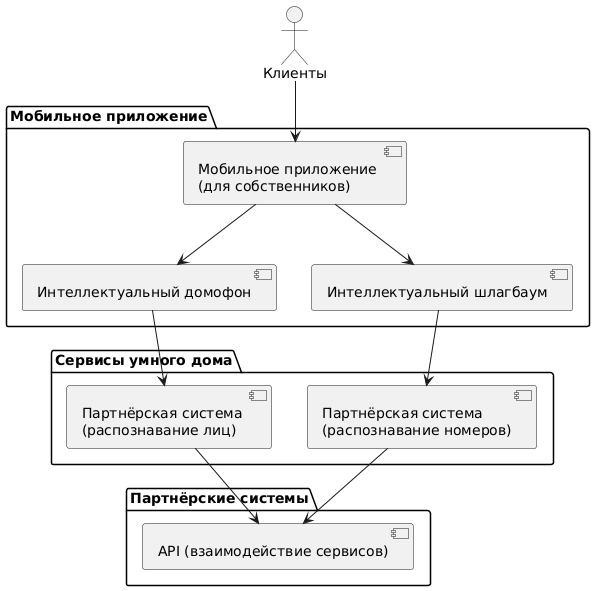 Клиенты
Мобильное приложение
Мобильное приложение
(для собственников)
Интеллектуальный домофон
Интеллектуальный шлагбаум
Сервисы умного дома
Партнёрская система
(распознавание лиц)
Партнёрская система
(распознавание номеров)
Партнёрские системы
API (взаимодействие сервисов)